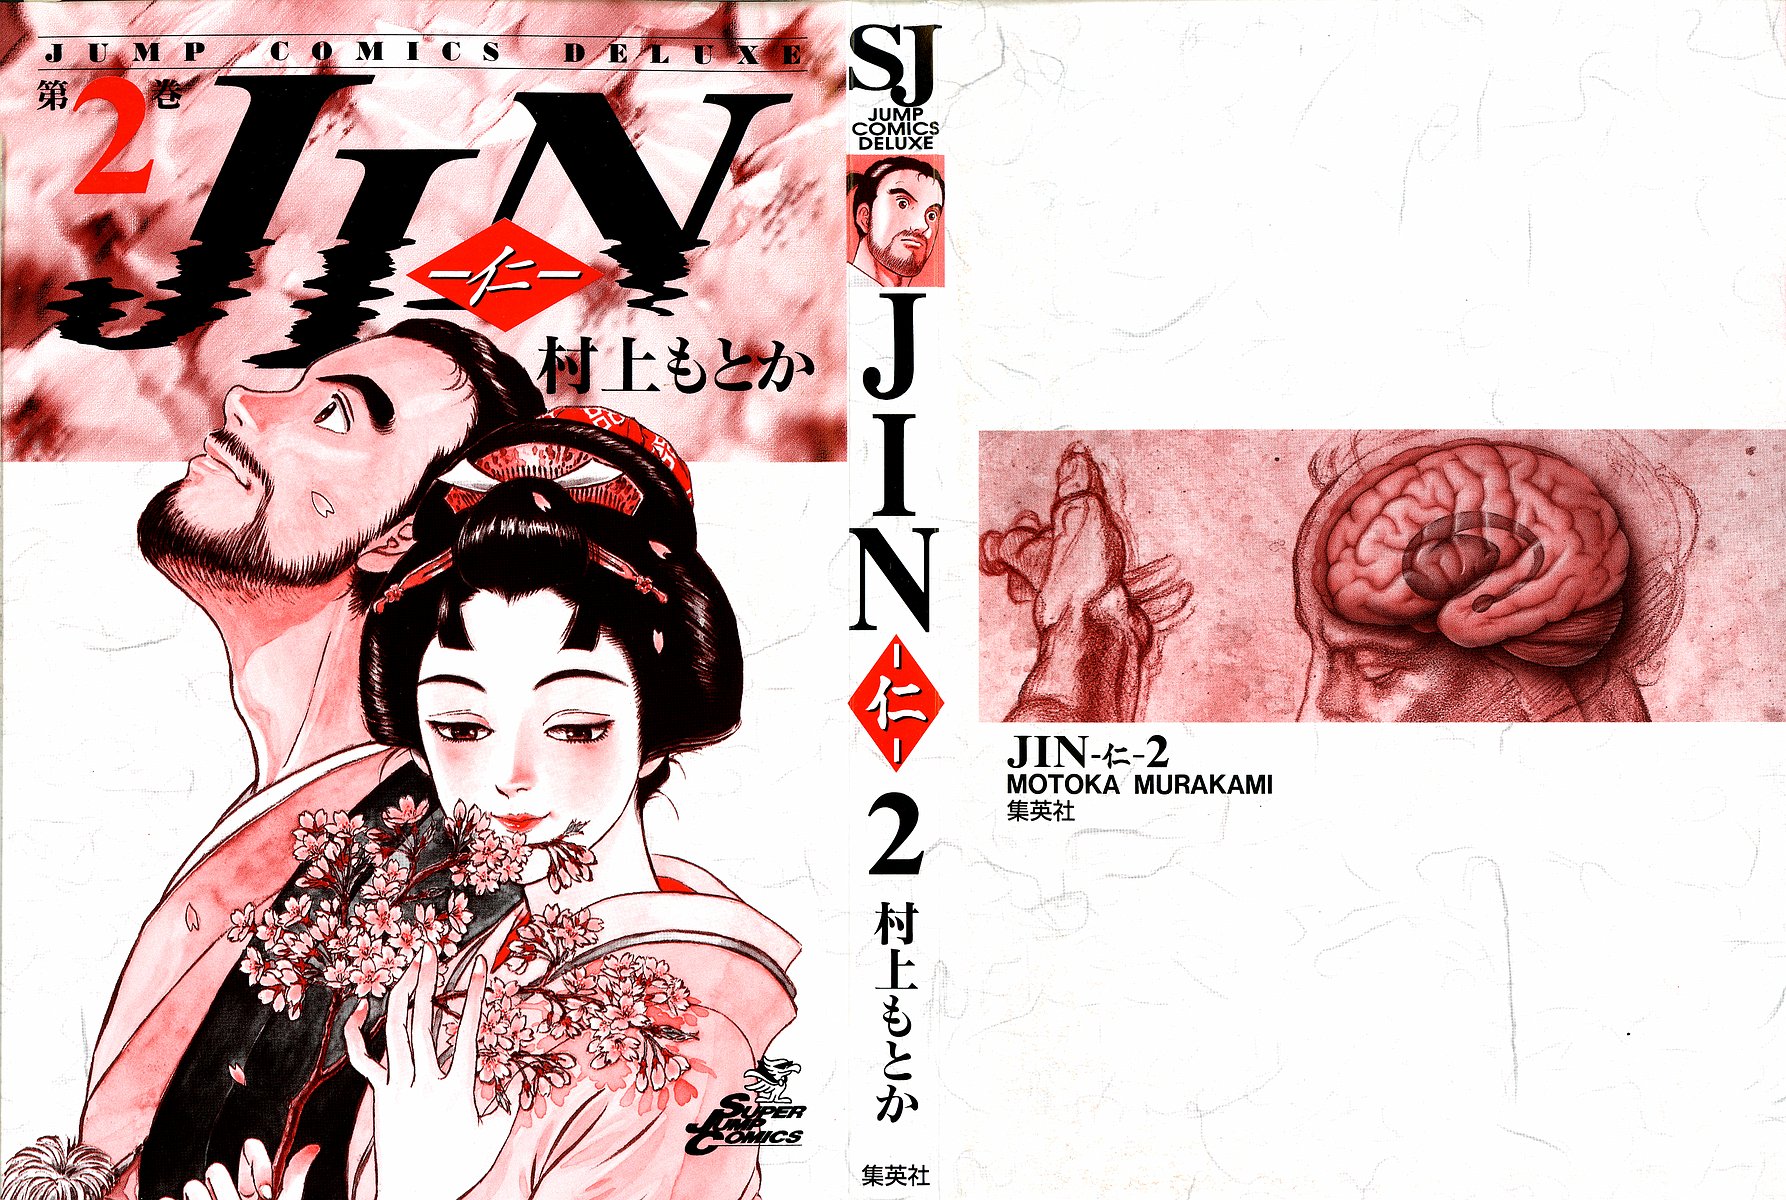 JUMP COMICS DELUXE
第2巻
JIN
-仁-
村上もとか
SUPER
JUMP
COMICS
SJ
JUMP
COMICS
DELUXE
JIN
-仁-
2
村上もとか
集英社
JIN-仁-2
MOTOKA MURAKAMI
集英社